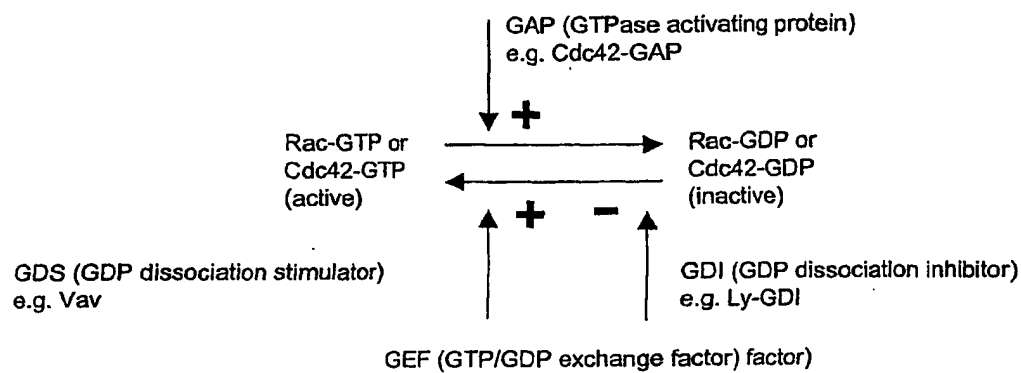 GAP (GTPase activating protein)
e.g. Cdc42-GAP
+
Rac-GTP or
Cdc42-GTP
(active)
Rac-GDP or
Cdc42-GDP
(inactive)
+ −
GDS (GDP dissociation stimulator)
e.g. Vav
GDI (GDP dissociation inhibitor)
e.g. Ly-GDI
GEF (GTP/GDP exchange factor) factor)